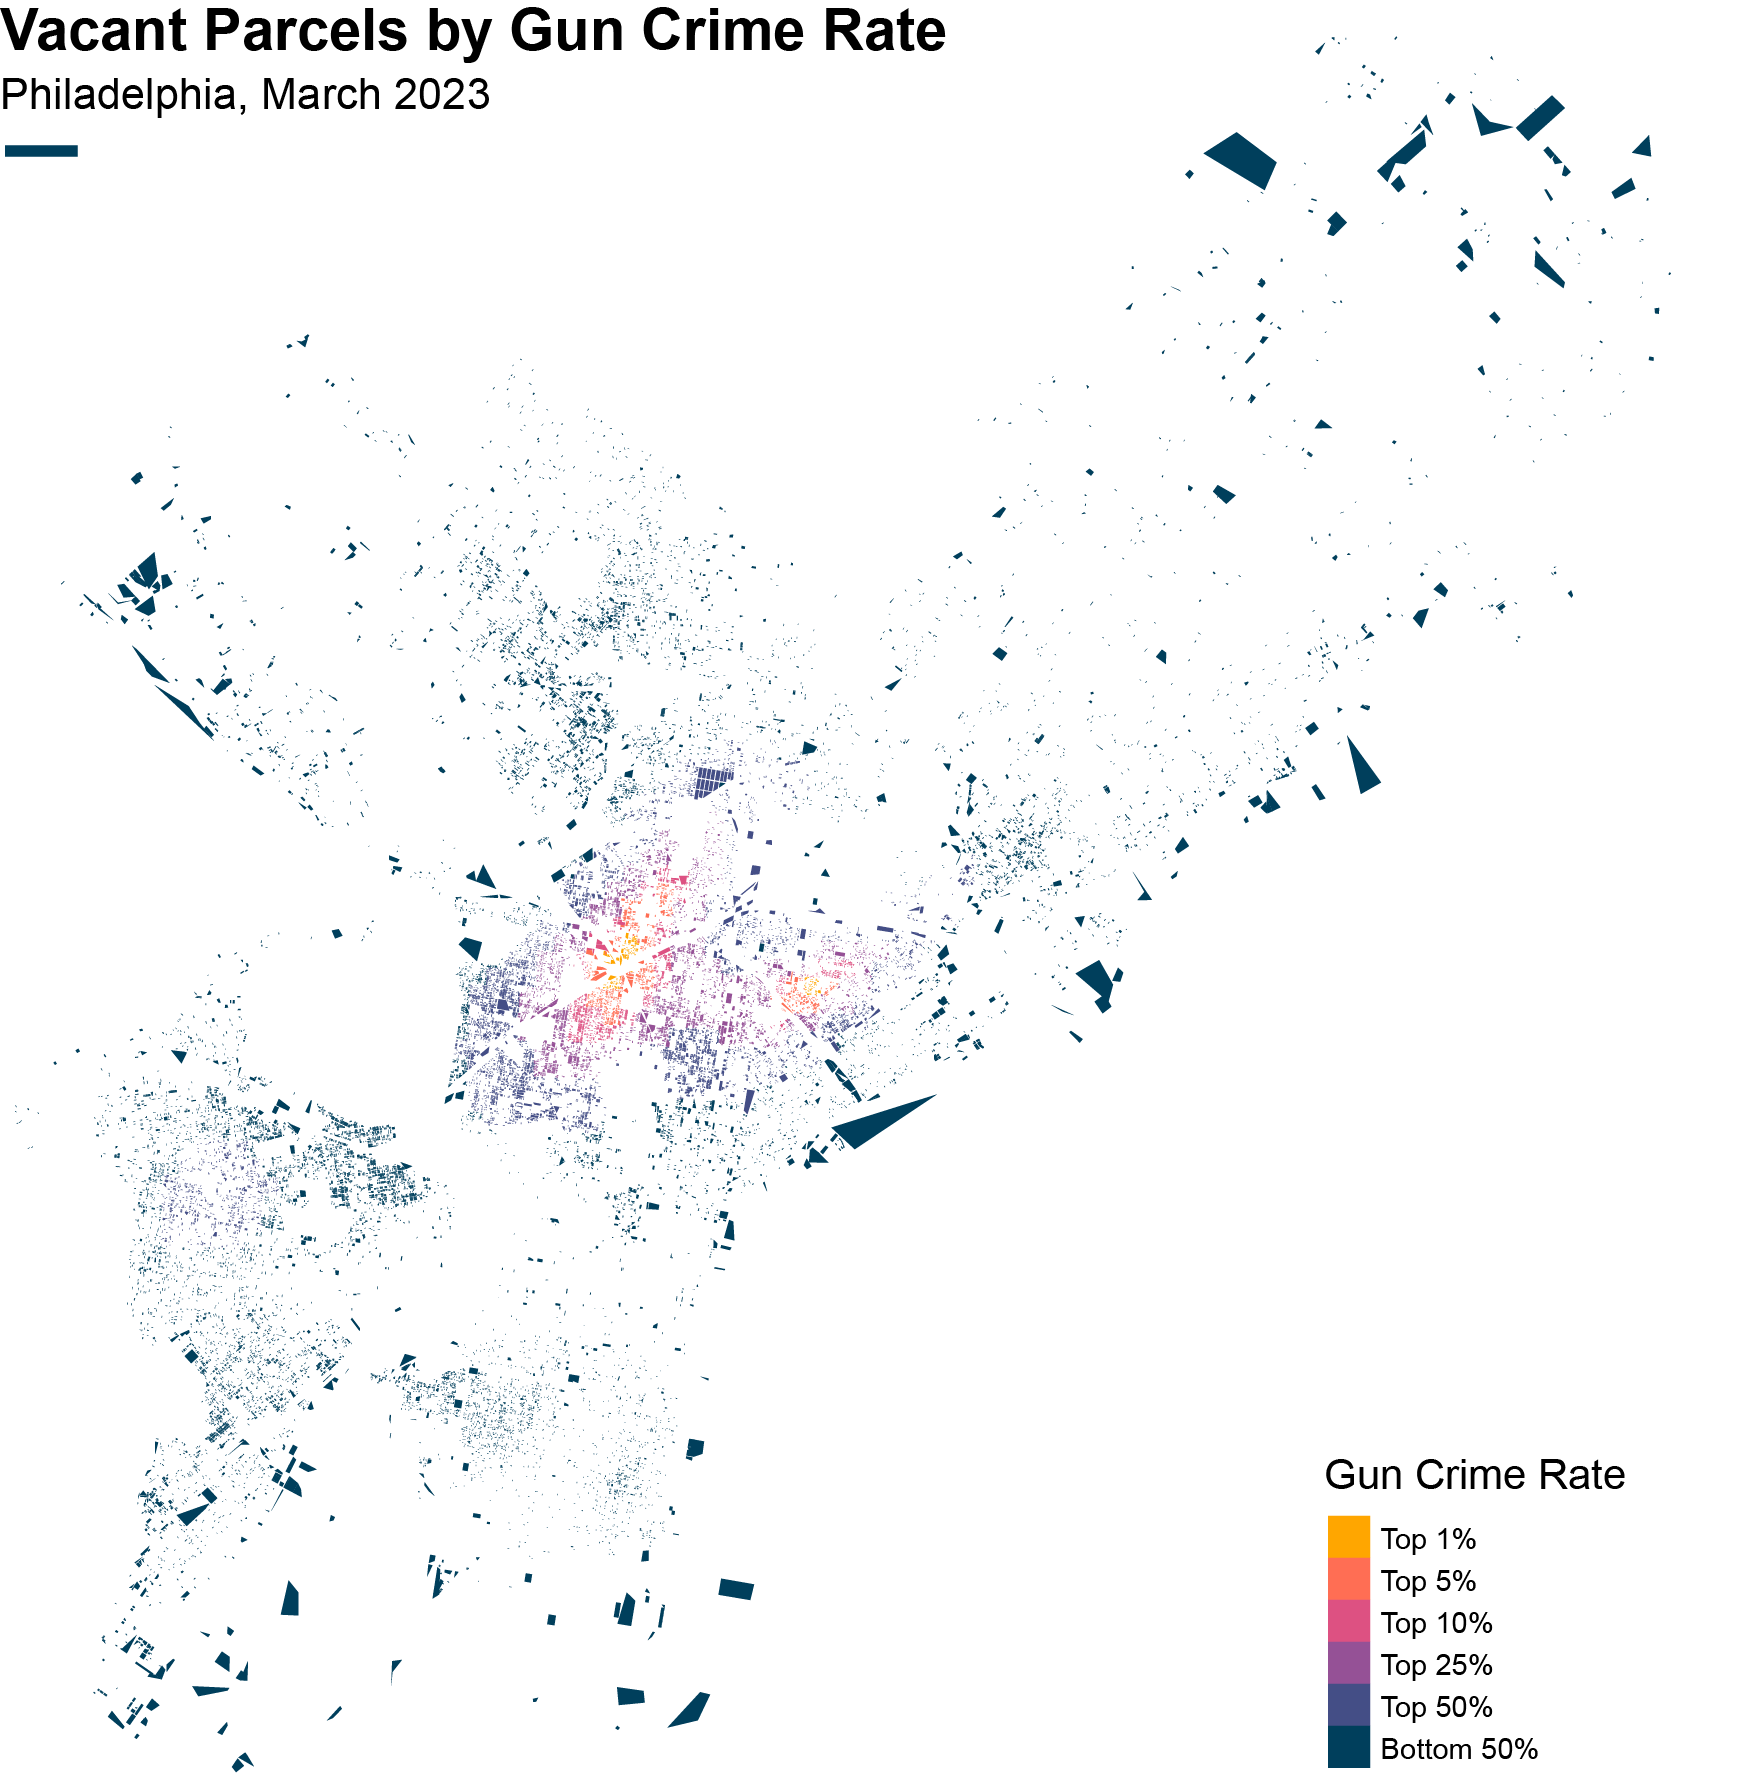 Vacant Parcels by Gun Crime Rate
Philadelphia, March 2023
Gun Crime Rate
Top 1%
Top 5%
Top 10%
Top 25%
Top 50%
Bottom 50%